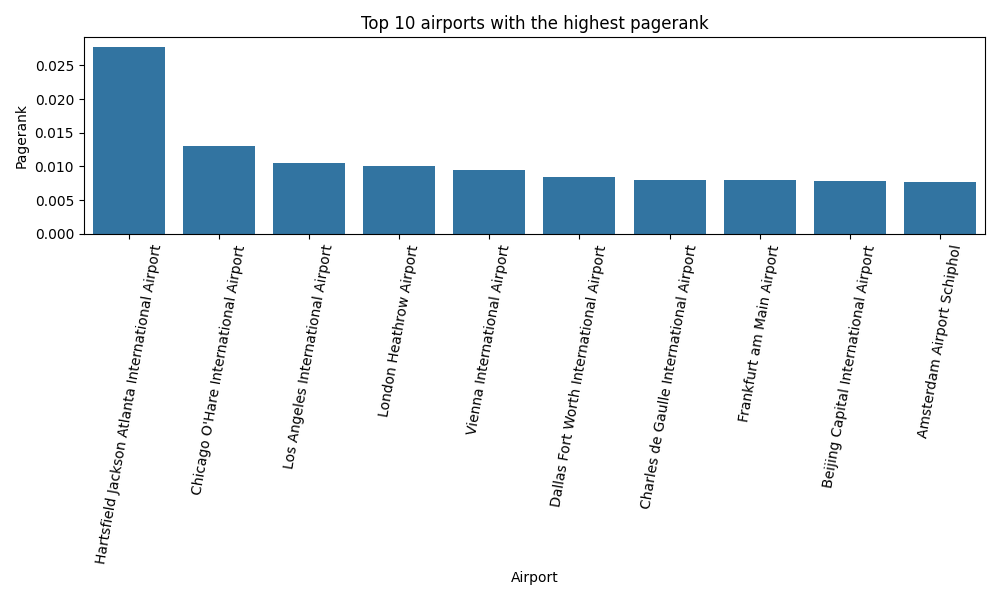 Top 10 airports with the highest pagerank
Pagerank
0.025
0.020
0.015
0.010
0.005
0.000
Hartsfield Jackson Atlanta International Airport
Chicago O'Hare International Airport
Los Angeles International Airport
London Heathrow Airport
Vienna International Airport
Dallas Fort Worth International Airport
Charles de Gaulle International Airport
Frankfurt am Main Airport
Beijing Capital International Airport
Amsterdam Airport Schiphol
Airport